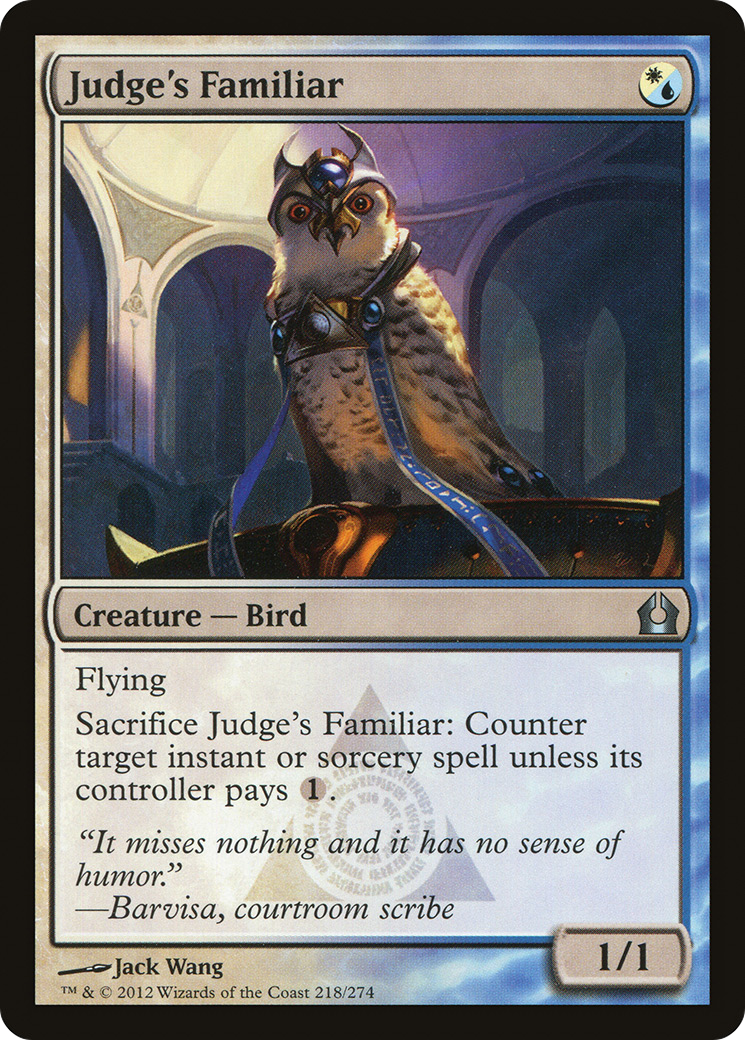 Judge's Familiar
Creature — Bird
Flying
Sacrifice Judge's Familiar: Counter
target instant or sorcery spell unless its
controller pays 1.
“It misses nothing and it has no sense of
humor.”
—Barvisa, courtroom scribe
1/1
Jack Wang
™ & © 2012 Wizards of the Coast 218/274